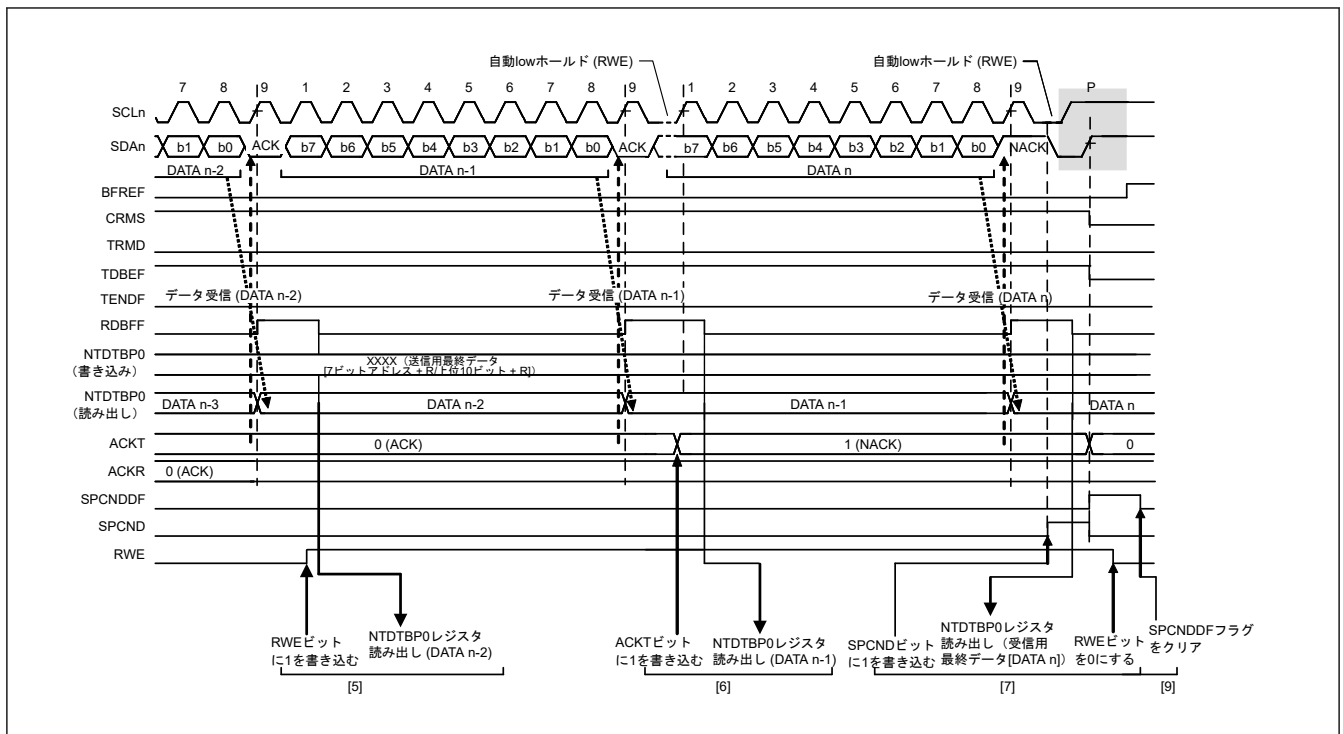 自動lowホールド (RWE)
自動lowホールド (RWE)
7 8 9 1 2 3 4 5 6 7 8 9 1 2 3 4 5 6 7 8 9 P
SCLn
SDAn b1 b0 ACK b7 b6 b5 b4 b3 b2 b1 b0 ACK b7 b6 b5 b4 b3 b2 b1 b0 NACK
DATA n-2 DATA n-1 DATA n
BFREF
CRMS
TRMD
TDBEF
TENDF データ受信 (DATA n-2) データ受信 (DATA n-1) データ受信 (DATA n)
RDBFF
NTDTBP0
(書き込み)
XXXX(送信用最終データ
[7ビットアドレス + R/上位10ビット + R])
NTDTBP0
(読み出し)
DATA n-3 DATA n-2 DATA n-1 DATA n
ACKT 0 (ACK) 1 (NACK) 0
ACKR 0 (ACK)
SPCNDDF
SPCND
RWE
RWEビット
に1を書き込む
NTDTBP0レジスタ
読み出し (DATA n-2)
ACKTビット
に1を書き込む
NTDTBP0レジスタ
読み出し (DATA n-1)
SPCNDビット
に1を書き込む
NTDTBP0レジスタ
読み出し(受信用
最終データ[DATA n])
RWEビット
を0にする
SPCNDDFフラグ
をクリア
[5] [6] [7] [9]